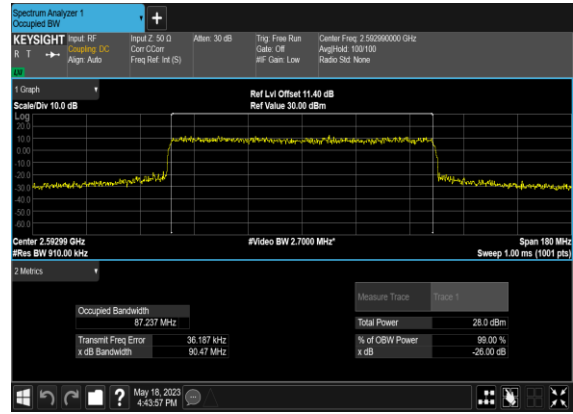 Spectrum Analyzer 1
Occupied BW
+
KEYSIGHT Input: RF Input Z: 50 Ω Atten: 30 dB Trig: Free Run Center Freq: 2.592990000 GHz
R T Coupling: DC Corr CCorr Gate: Off Avg|Hold: 100/100
Align: Auto Freq Ref: Int (S) #IF Gain: Low Radio Std: None
LW
1 Graph Ref Lvl Offset 11.40 dB
Scale/Div 10.0 dB Ref Value 30.00 dBm
Log
20.0
10.0
0.00
-10.0
-20.0
-30.0
-40.0
-50.0
-60.0
Center 2.59299 GHz #Video BW 2.7000 MHz* Span 180 MHz
#Res BW 910.00 kHz Sweep 1.00 ms (1001 pts)
2 Metrics
Measure Trace Trace 1
Occupied Bandwidth
87.237 MHz Total Power 28.0 dBm
Transmit Freq Error 36.187 kHz % of OBW Power 99.00 %
x dB Bandwidth 90.47 MHz x dB -26.00 dB
? May 18, 2023
4:43:57 PM